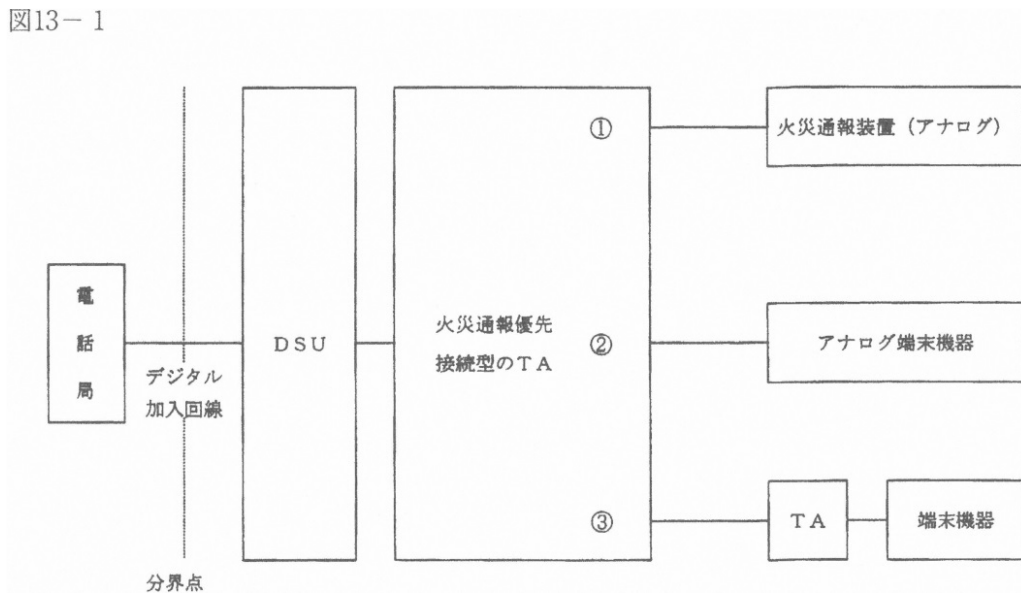 図13－1
①
火災通報装置（アナログ）
電話局
デジタル
加入回線
DSU
火災通報優先
接続型のTA
②
アナログ端末機器
③
TA
端末機器
分界点